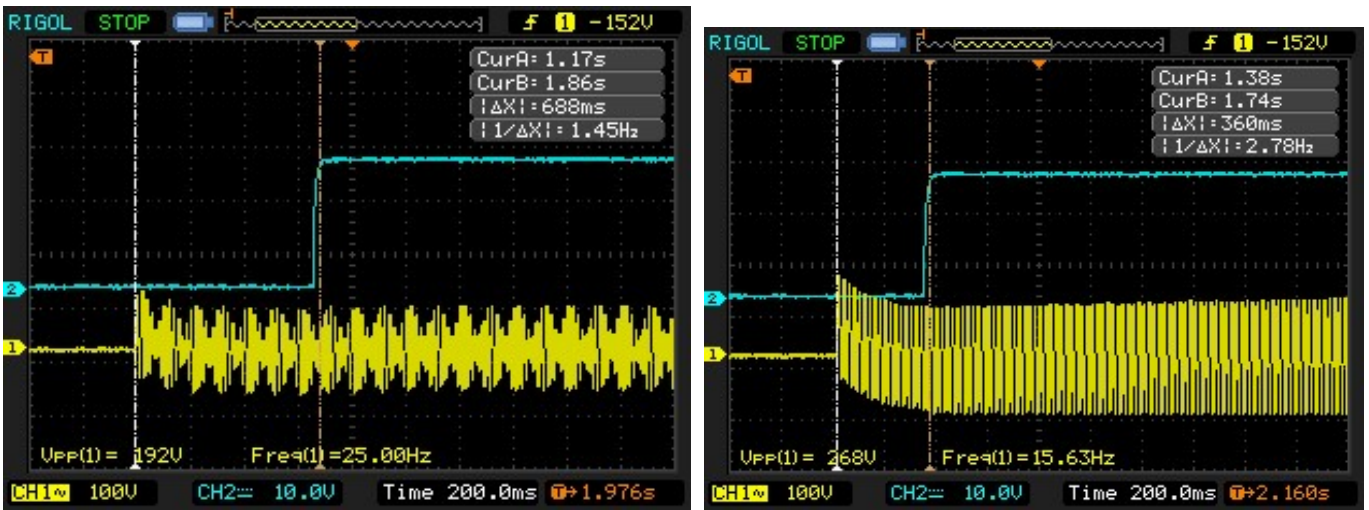 RIGOL STOP T 1 -152V
T
CurA: 1.17s
CurB: 1.86s
|ΔX|: 688ms
|1/ΔX|: 1.45Hz
2
1
Vpp(1)= 192V Freq(1)=25.00Hz
CH1~ 100V CH2⎓ 10.0V Time 200.0ms T→1.976s
RIGOL STOP T 1 -152V
T
CurA: 1.38s
CurB: 1.74s
|ΔX|: 360ms
|1/ΔX|: 2.78Hz
2
1
Vpp(1)= 268V Freq(1)=15.63Hz
CH1~ 100V CH2⎓ 10.0V Time 200.0ms T→2.160s